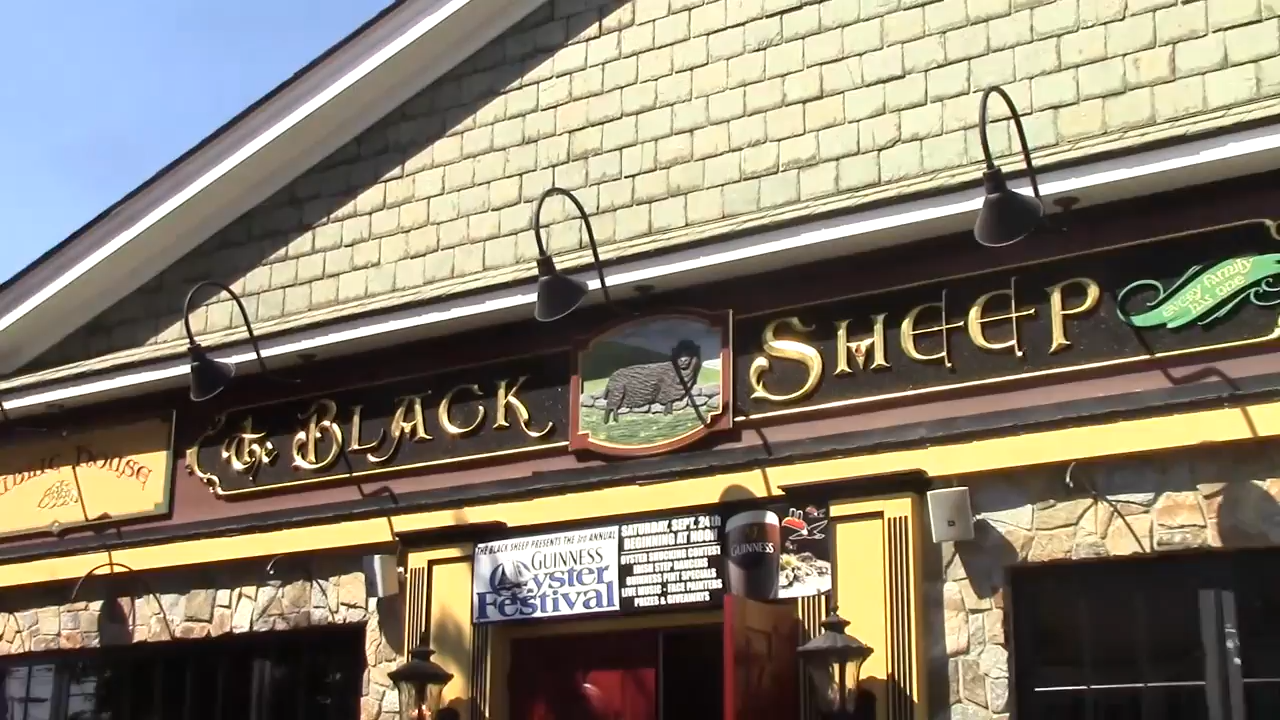 The Black Sheep
every family
has one
Public House
THE BLACK SHEEP PRESENTS THE 3rd ANNUAL
GUINNESS
Oyster
Festival
SATURDAY, SEPT. 24th
BEGINNING AT NOON
OYSTER SHUCKING CONTEST
IRISH STEP DANCERS
GUINNESS PINT SPECIALS
LIVE MUSIC - FACE PAINTERS
PRIZES & GIVEAWAYS
GUINNESS